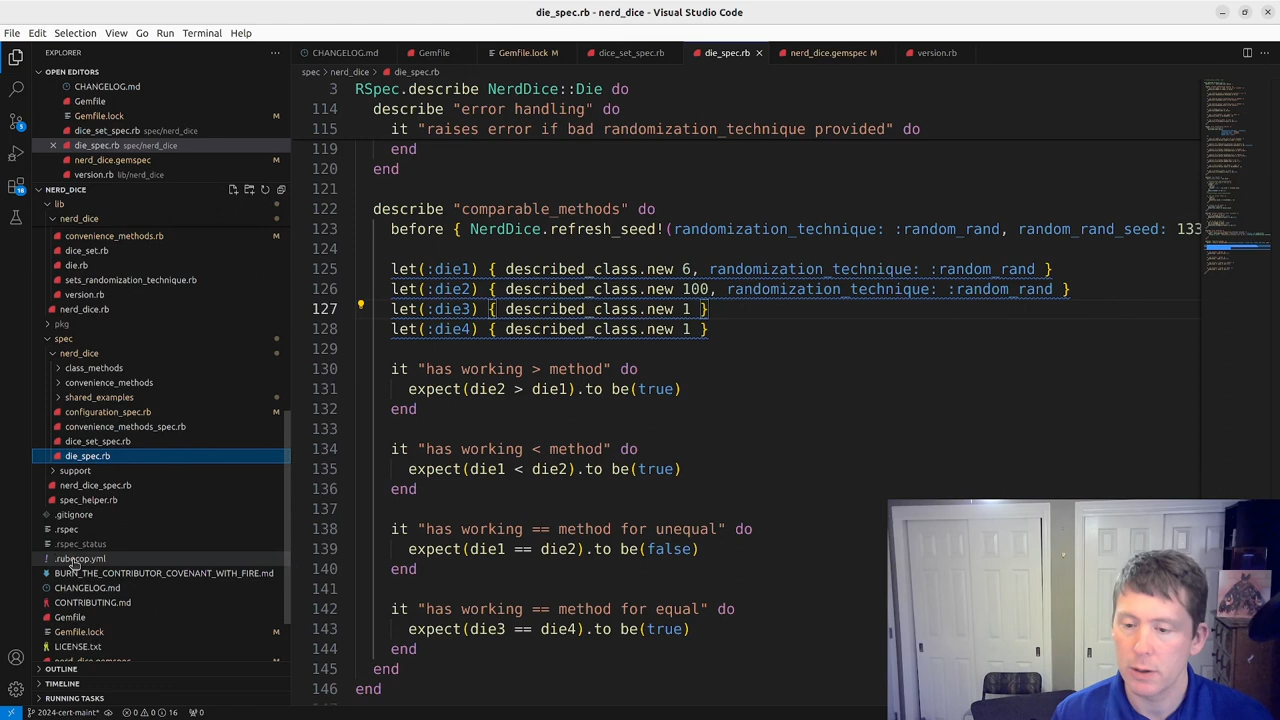 die_spec.rb - nerd_dice - Visual Studio Code
File Edit Selection View Go Run Terminal Help
EXPLORER
CHANGELOG.md Gemfile Gemfile.lock M dice_set_spec.rb die_spec.rb nerd_dice.gemspec M version.rb
OPEN EDITORS
CHANGELOG.md
Gemfile
Gemfile.lock M
dice_set_spec.rb spec/nerd_dice
die_spec.rb spec/nerd_dice
nerd_dice.gemspec M
version.rb lib/nerd_dice
NERD_DICE
lib
nerd_dice
convenience_methods.rb M
dice_set.rb
die.rb
sets_randomization_technique.rb
version.rb
nerd_dice.rb
pkg
spec
nerd_dice
class_methods
convenience_methods
shared_examples
configuration_spec.rb M
convenience_methods_spec.rb
dice_set_spec.rb
die_spec.rb
support
nerd_dice_spec.rb
spec_helper.rb
.gitignore
.rspec
.rspec_status
.rubocop.yml
BURN_THE_CONTRIBUTOR_COVENANT_WITH_FIRE.md
CHANGELOG.md
CONTRIBUTING.md
Gemfile
Gemfile.lock M
LICENSE.txt
nerd_dice.gemspec
OUTLINE
TIMELINE
RUNNING TASKS
18
spec > nerd_dice > die_spec.rb
3 RSpec.describe NerdDice::Die do
114 describe "error handling" do
115 it "raises error if bad randomization_technique provided" do
119 end
120 end
121
122 describe "comparable_methods" do
123 before { NerdDice.refresh_seed!(randomization_technique: :random_rand, random_rand_seed: 133
124
125 let(:die1) { described_class.new 6, randomization_technique: :random_rand }
126 let(:die2) { described_class.new 100, randomization_technique: :random_rand }
127 let(:die3) { described_class.new 1 }
128 let(:die4) { described_class.new 1 }
129
130 it "has working > method" do
131 expect(die2 > die1).to be(true)
132 end
133
134 it "has working < method" do
135 expect(die1 < die2).to be(true)
136 end
137
138 it "has working == method for unequal" do
139 expect(die1 == die2).to be(false)
140 end
141
142 it "has working == method for equal" do
143 expect(die3 == die4).to be(true)
144 end
145 end
146 end
2024-cert-maint* 0 0 16 0